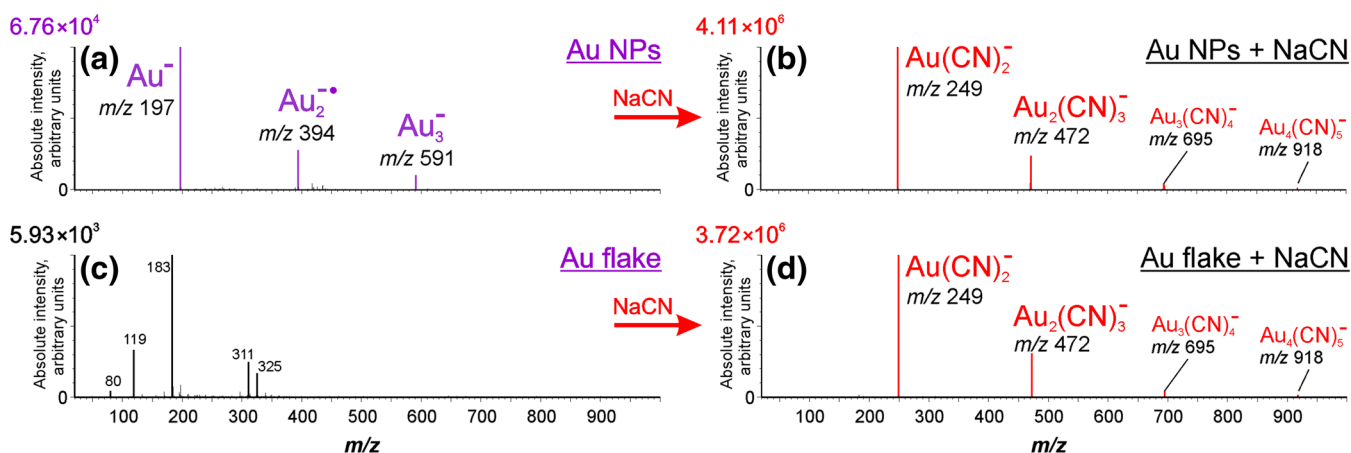 6.76×10⁴
Absolute intensity,
arbitrary units
0
(a)
Au⁻
m/z 197
Au₂⁻•
m/z 394
Au₃⁻
m/z 591
Au NPs
NaCN
4.11×10⁶
Absolute intensity,
arbitrary units
0
(b)
Au(CN)₂⁻
m/z 249
Au₂(CN)₃⁻
m/z 472
Au₃(CN)₄⁻
m/z 695
Au₄(CN)₅⁻
m/z 918
Au NPs + NaCN
5.93×10³
Absolute intensity,
arbitrary units
0
(c)
80
119
183
311
325
Au flake
NaCN
100 200 300 400 500 600 700 800 900
m/z
3.72×10⁶
Absolute intensity,
arbitrary units
0
(d)
Au(CN)₂⁻
m/z 249
Au₂(CN)₃⁻
m/z 472
Au₃(CN)₄⁻
m/z 695
Au₄(CN)₅⁻
m/z 918
Au flake + NaCN
100 200 300 400 500 600 700 800 900
m/z